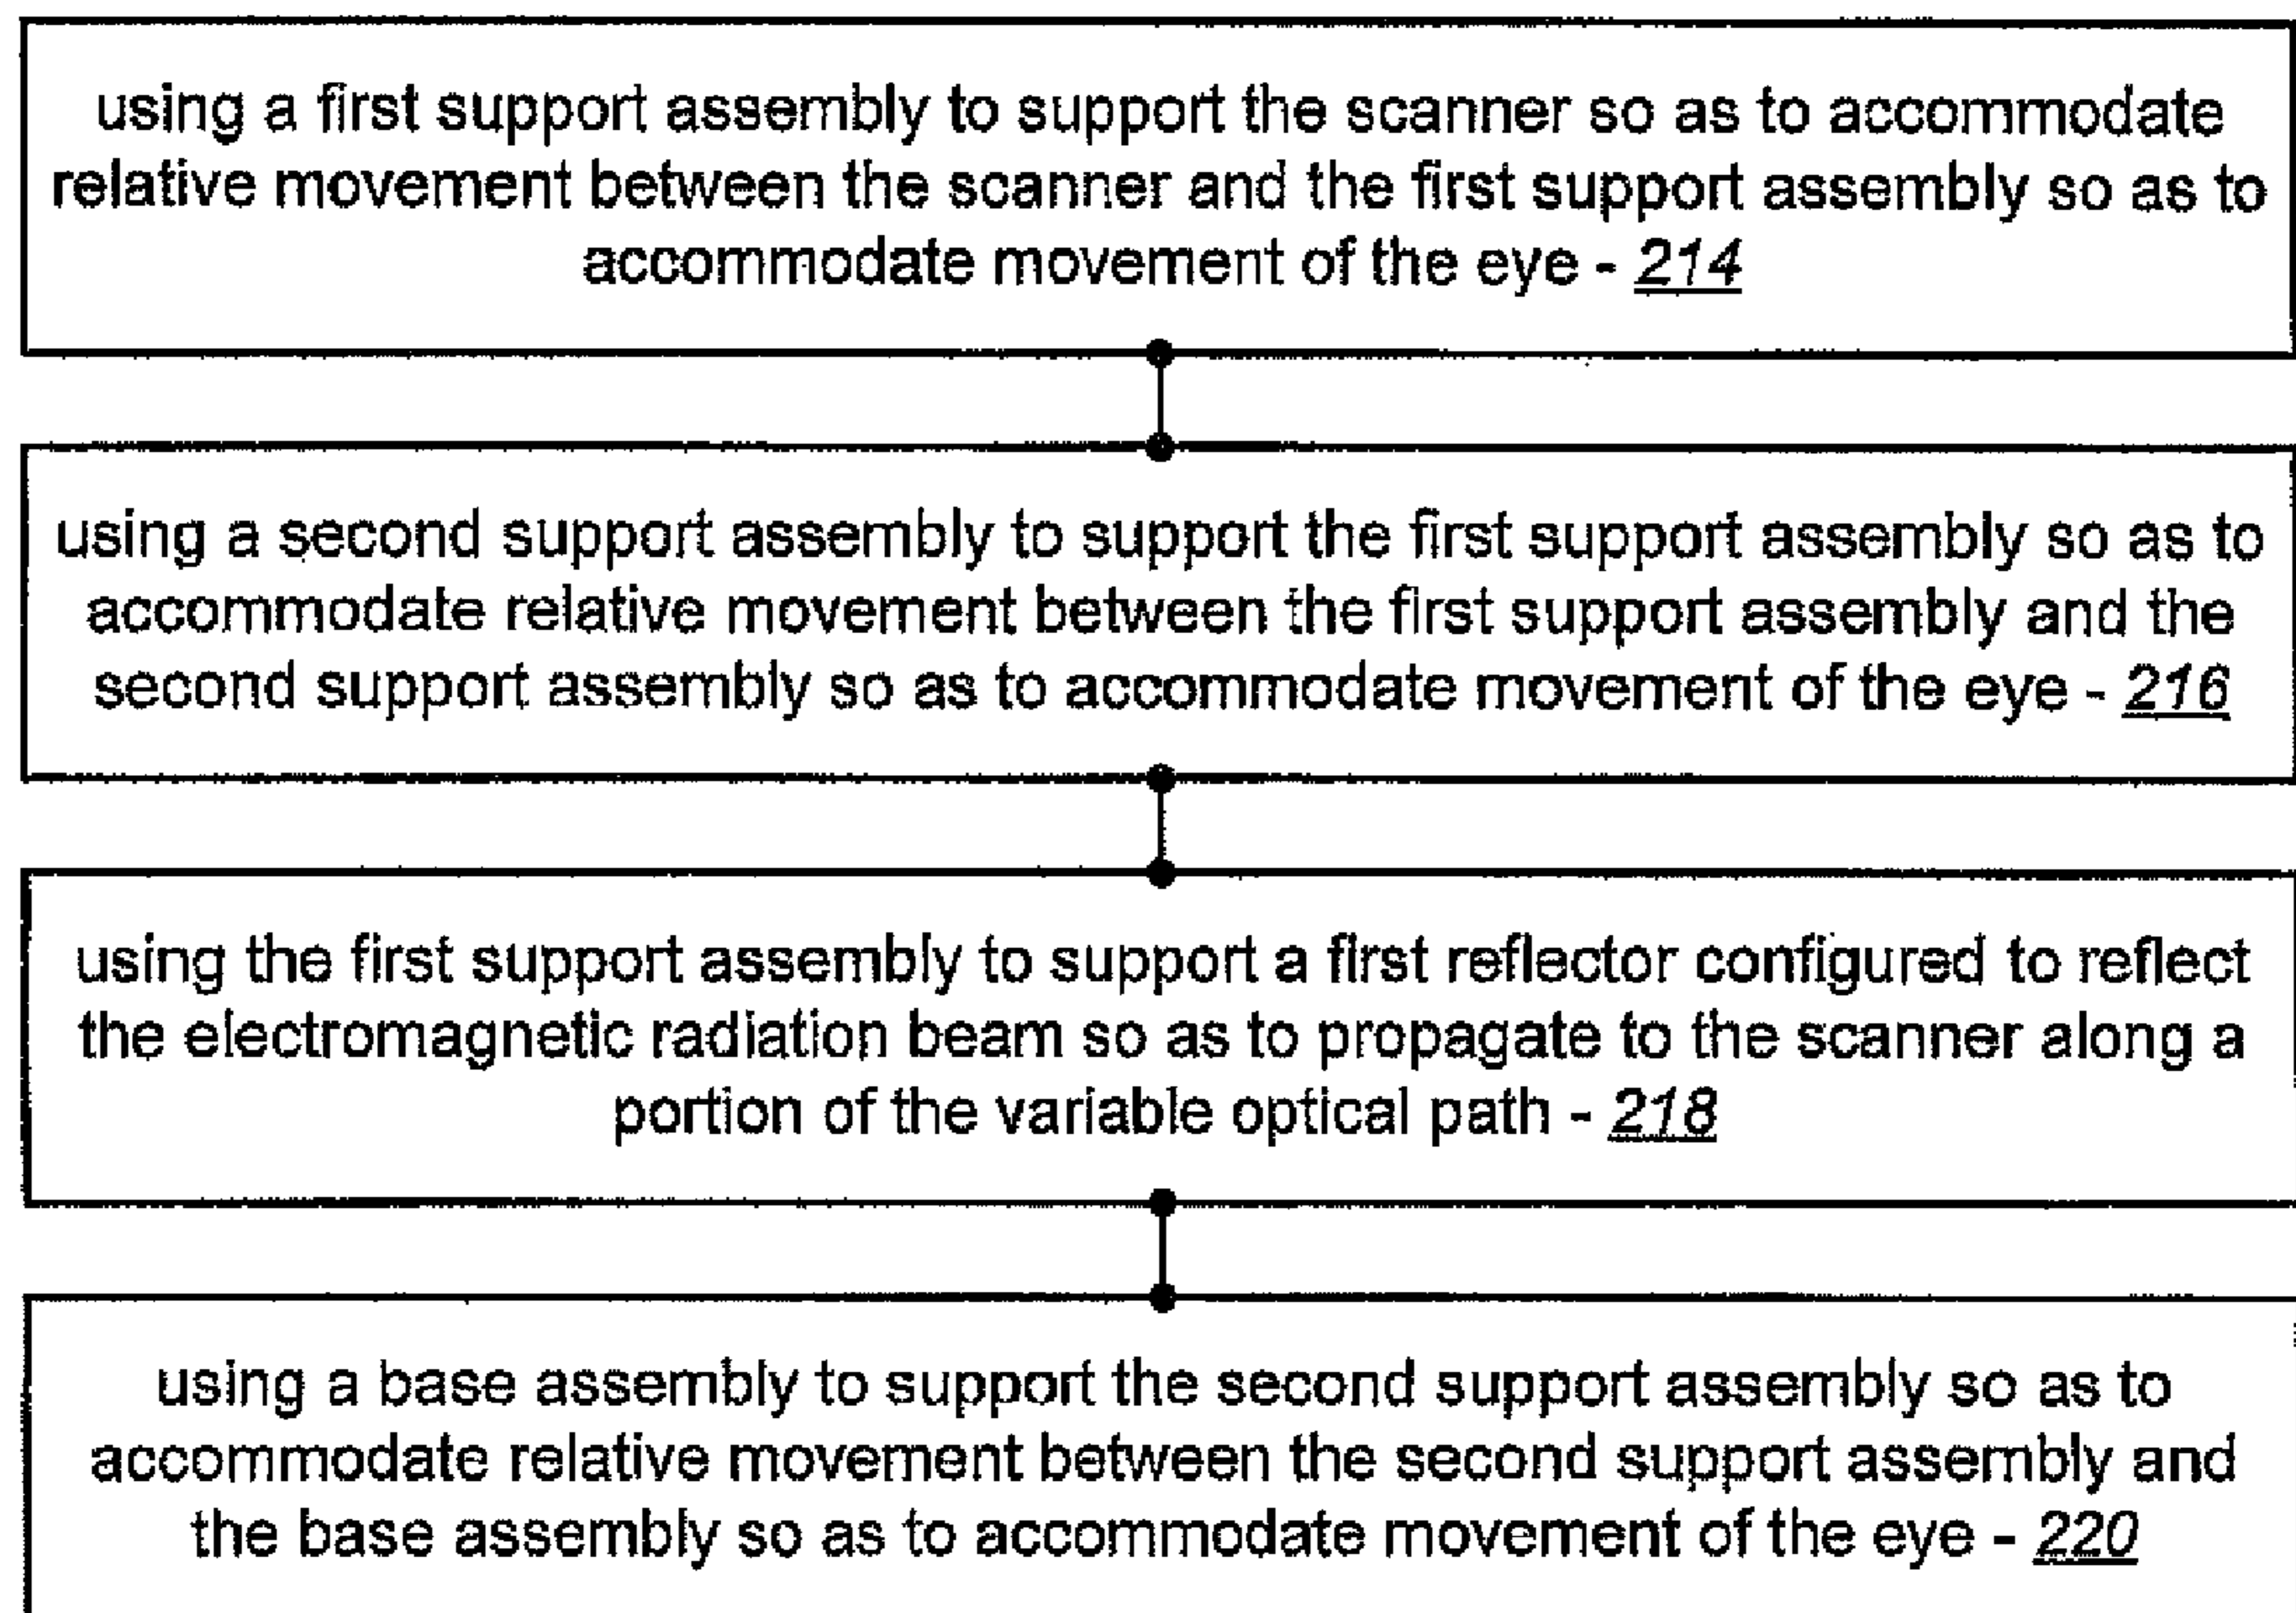 using a first support assembly to support the scanner so as to accommodate
relative movement between the scanner and the first support assembly so as to
accommodate movement of the eye - 214
using a second support assembly to support the first support assembly so as to
accommodate relative movement between the first support assembly and the
second support assembly so as to accommodate movement of the eye - 216
using the first support assembly to support a first reflector configured to reflect
the electromagnetic radiation beam so as to propagate to the scanner along a
portion of the variable optical path - 218
using a base assembly to support the second support assembly so as to
accommodate relative movement between the second support assembly and
the base assembly so as to accommodate movement of the eye - 220